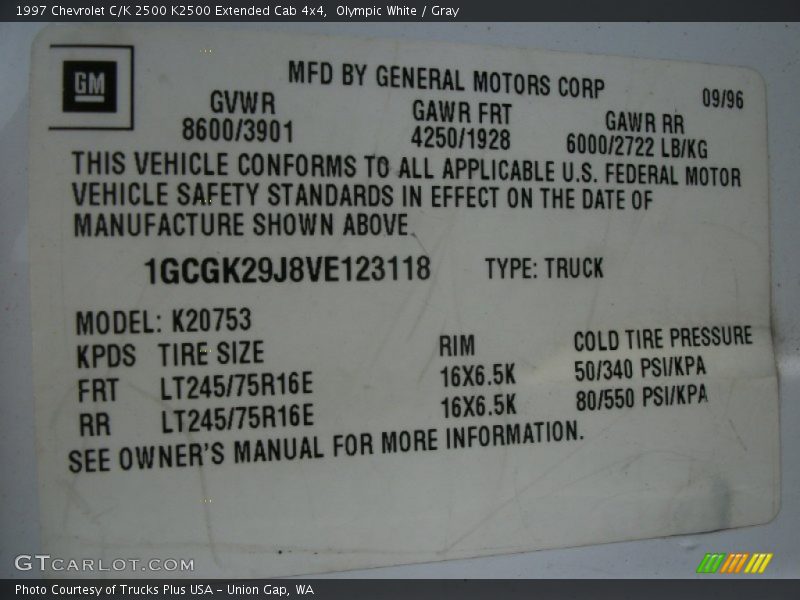 1997 Chevrolet C/K 2500 K2500 Extended Cab 4x4,  Olympic White / Gray
GM
MFD BY GENERAL MOTORS CORP
09/96
GVWR GAWR FRT GAWR RR
8600/3901 4250/1928 6000/2722 LB/KG
THIS VEHICLE CONFORMS TO ALL APPLICABLE U.S. FEDERAL MOTOR
VEHICLE SAFETY STANDARDS IN EFFECT ON THE DATE OF
MANUFACTURE SHOWN ABOVE.
1GCGK29J8VE123118 TYPE: TRUCK
MODEL: K20753
KPDS TIRE SIZE RIM COLD TIRE PRESSURE
FRT LT245/75R16E 16X6.5K 50/340 PSI/KPA
RR LT245/75R16E 16X6.5K 80/550 PSI/KPA
SEE OWNER'S MANUAL FOR MORE INFORMATION.
GTCARLOT.COM
Photo Courtesy of Trucks Plus USA – Union Gap, WA